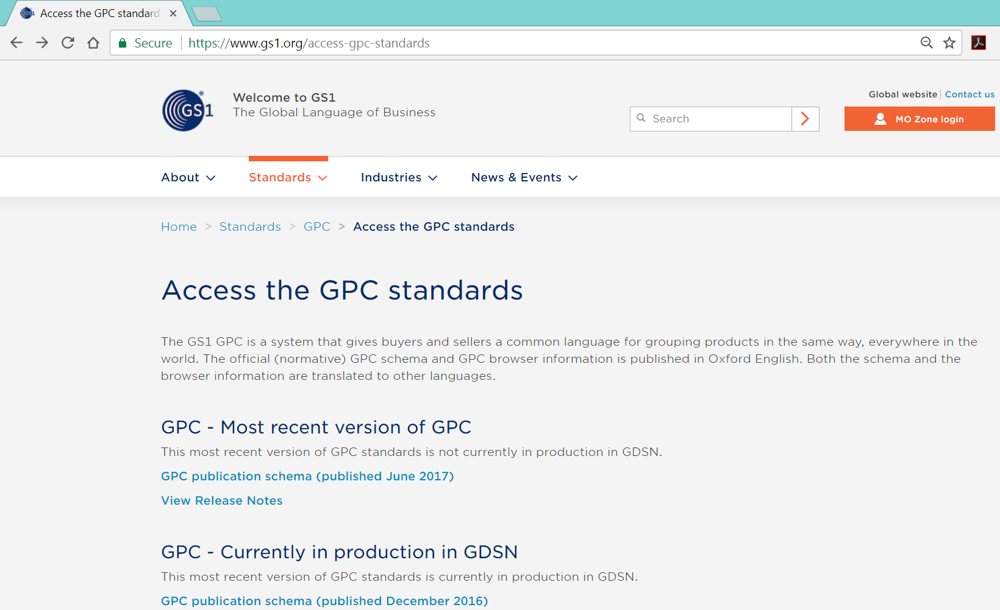 Access the GPC standard
Secure https://www.gs1.org/access-gpc-standards
GS1
Welcome to GS1
The Global Language of Business
Search
Global website Contact us
MO Zone login
About Standards Industries News & Events
Home > Standards > GPC > Access the GPC standards
Access the GPC standards
The GS1 GPC is a system that gives buyers and sellers a common language for grouping products in the same way, everywhere in the
world. The official (normative) GPC schema and GPC browser information is published in Oxford English. Both the schema and the
browser information are translated to other languages.
GPC - Most recent version of GPC
This most recent version of GPC standards is not currently in production in GDSN.
GPC publication schema (published June 2017)
View Release Notes
GPC - Currently in production in GDSN
This most recent version of GPC standards is currently in production in GDSN.
GPC publication schema (published December 2016)